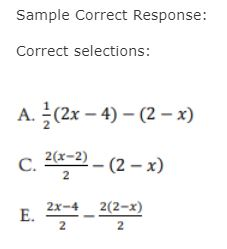 Sample Correct Response:
Correct selections:
A. 1/2(2x – 4) – (2 – x)
C. 2(x–2)/2 – (2 – x)
E. 2x–4/2 – 2(2–x)/2